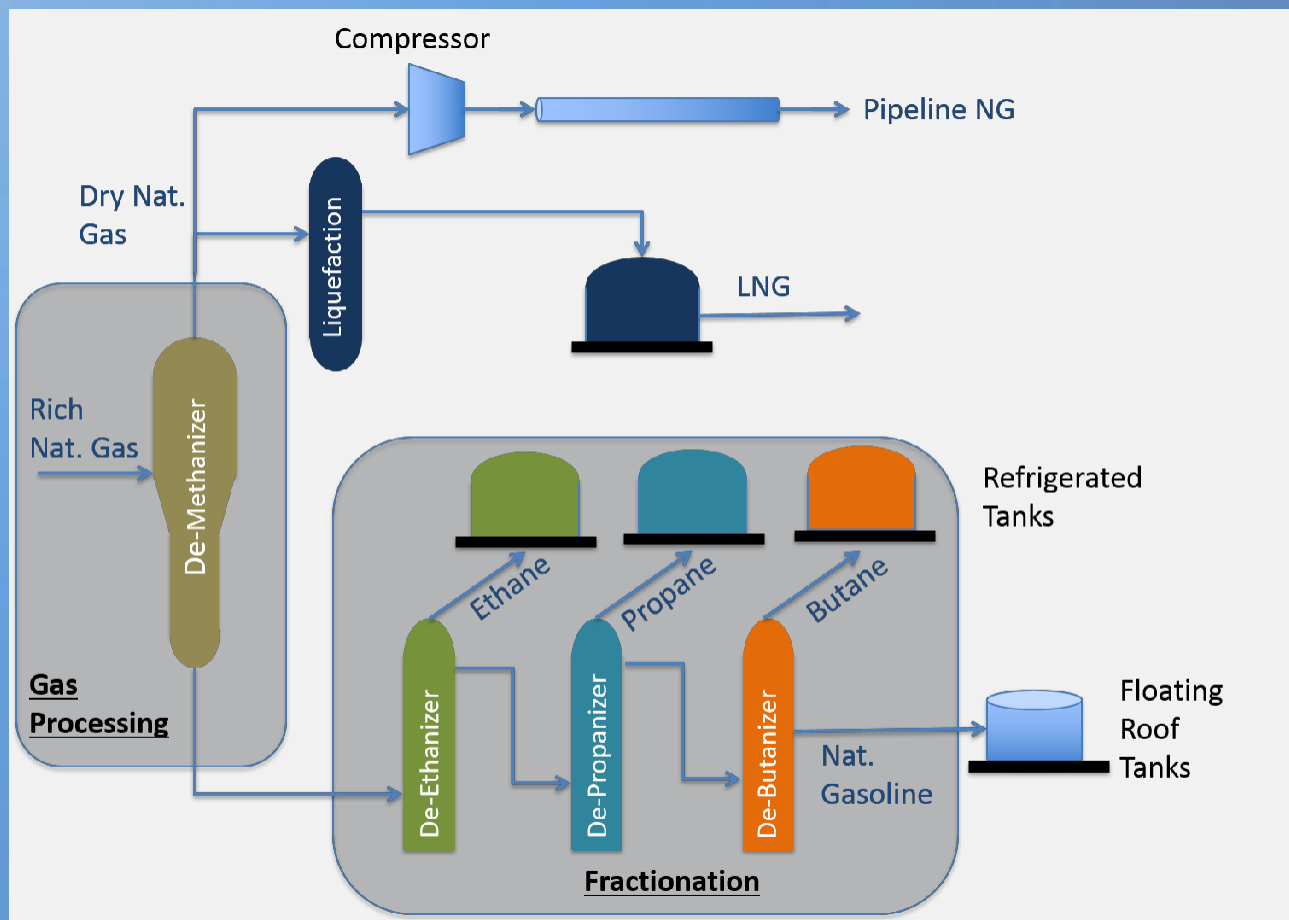 Compressor
Pipeline NG
Dry Nat.
Gas
Liquefaction
LNG
Rich
Nat. Gas
De-Methanizer
Gas
Processing
Refrigerated
Tanks
Ethane
Propane
Butane
De-Ethanizer
De-Propanizer
De-Butanizer
Nat.
Gasoline
Floating
Roof
Tanks
Fractionation